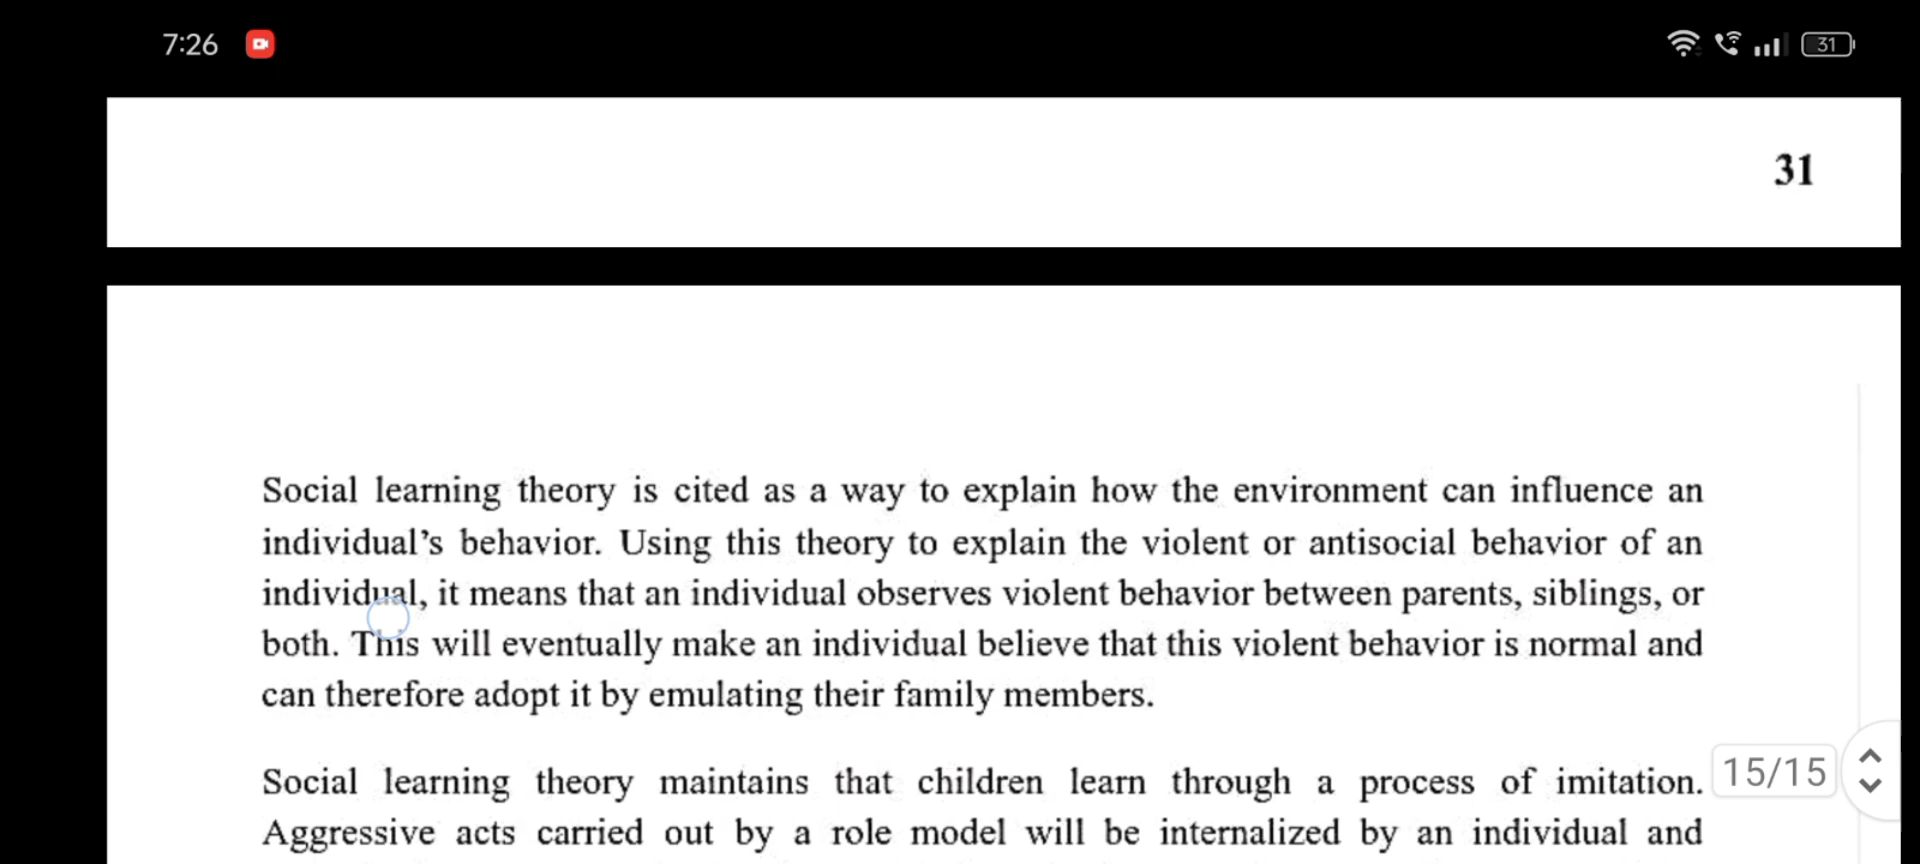 7:26
31
31
Social learning theory is cited as a way to explain how the environment can influence an
individual’s behavior. Using this theory to explain the violent or antisocial behavior of an
individual, it means that an individual observes violent behavior between parents, siblings, or
both. This will eventually make an individual believe that this violent behavior is normal and
can therefore adopt it by emulating their family members.
Social learning theory maintains that children learn through a process of imitation.
15/15
Aggressive acts carried out by a role model will be internalized by an individual and